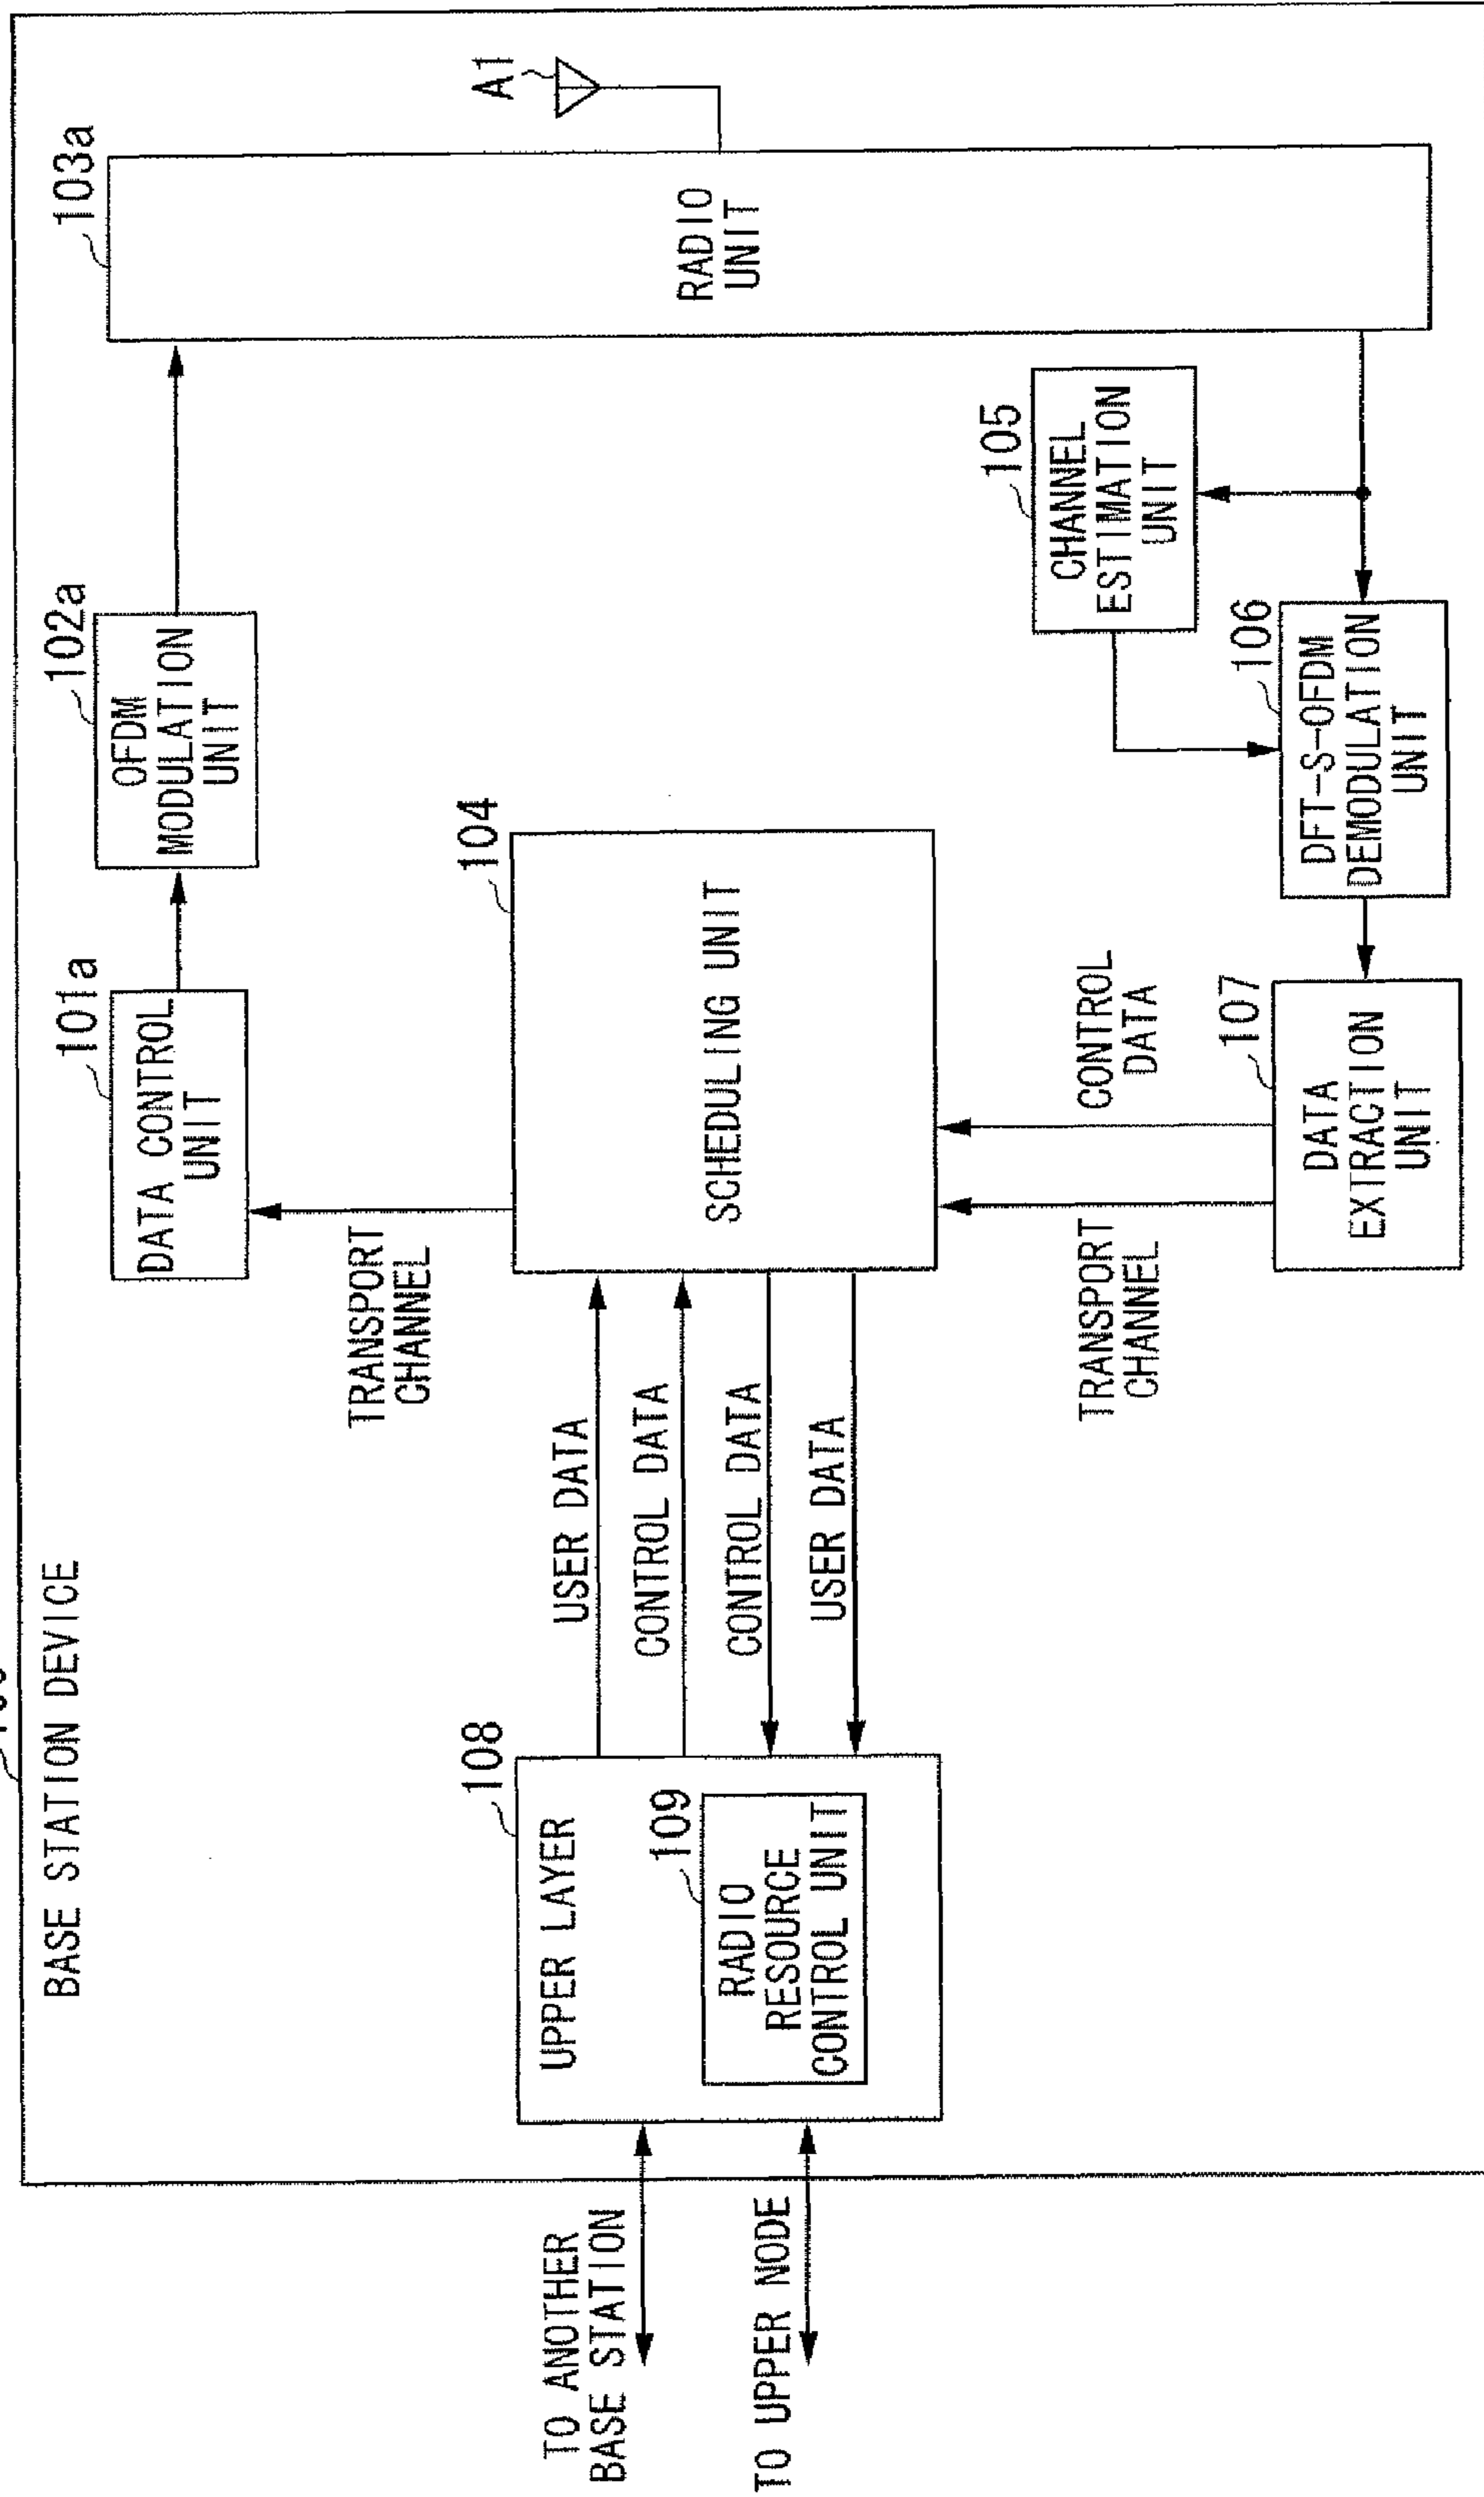 BASE STATION DEVICE
101a
DATA CONTROL
UNIT
102a
OFDM
MODULATION
UNIT
103a
RADIO
UNIT
A1
TRANSPORT
CHANNEL
104
SCHEDULING UNIT
108
UPPER LAYER
109
RADIO
RESOURCE
CONTROL UNIT
USER DATA
CONTROL DATA
CONTROL DATA
USER DATA
TO ANOTHER
BASE STATION
TO UPPER NODE
TRANSPORT
CHANNEL
CONTROL
DATA
105
CHANNEL
ESTIMATION
UNIT
106
DFT-S-OFDM
DEMODULATION
UNIT
107
DATA
EXTRACTION
UNIT